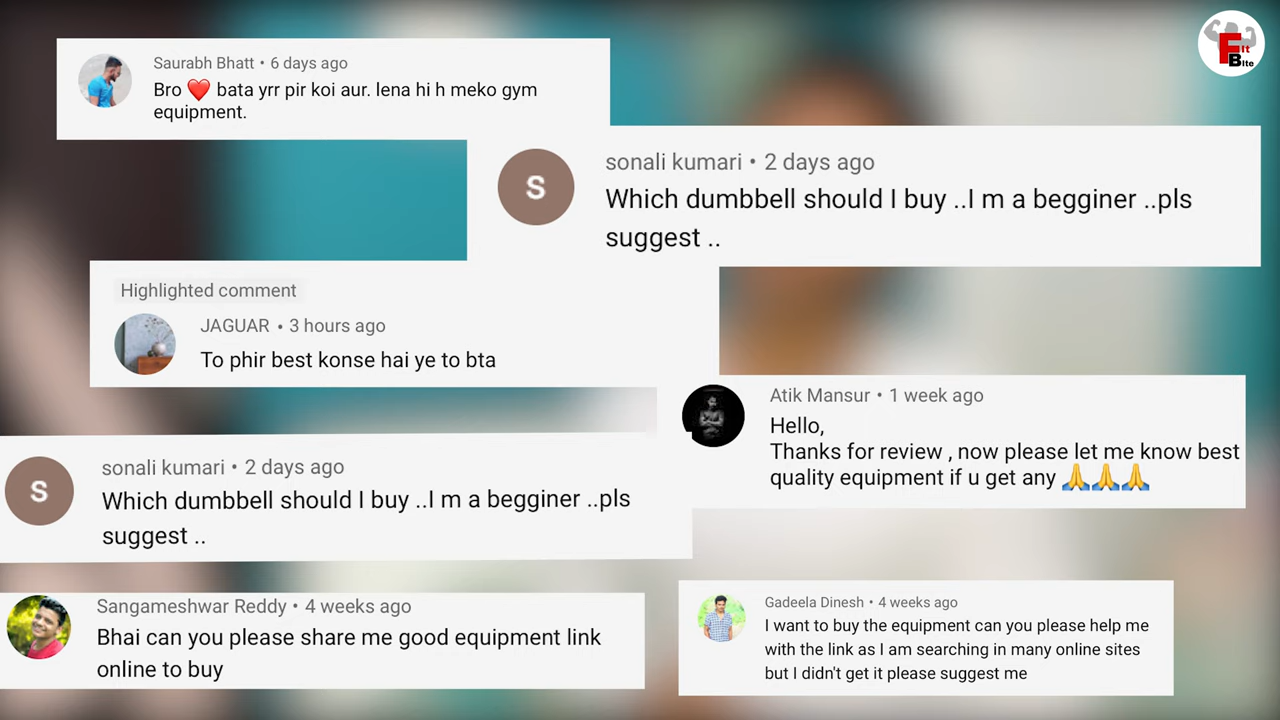 Saurabh Bhatt • 6 days ago
Bro ❤️ bata yrr pir koi aur. lena hi h meko gym
equipment.
Fit
BIte
S
sonali kumari • 2 days ago
Which dumbbell should I buy ..I m a begginer ..pls
suggest ..
Highlighted comment
JAGUAR • 3 hours ago
To phir best konse hai ye to bta
Atik Mansur • 1 week ago
Hello,
Thanks for review , now please let me know best
quality equipment if u get any 🙏🙏🙏
S
sonali kumari • 2 days ago
Which dumbbell should I buy ..I m a begginer ..pls
suggest ..
Sangameshwar Reddy • 4 weeks ago
Bhai can you please share me good equipment link
online to buy
Gadeela Dinesh • 4 weeks ago
I want to buy the equipment can you please help me
with the link as I am searching in many online sites
but I didn't get it please suggest me